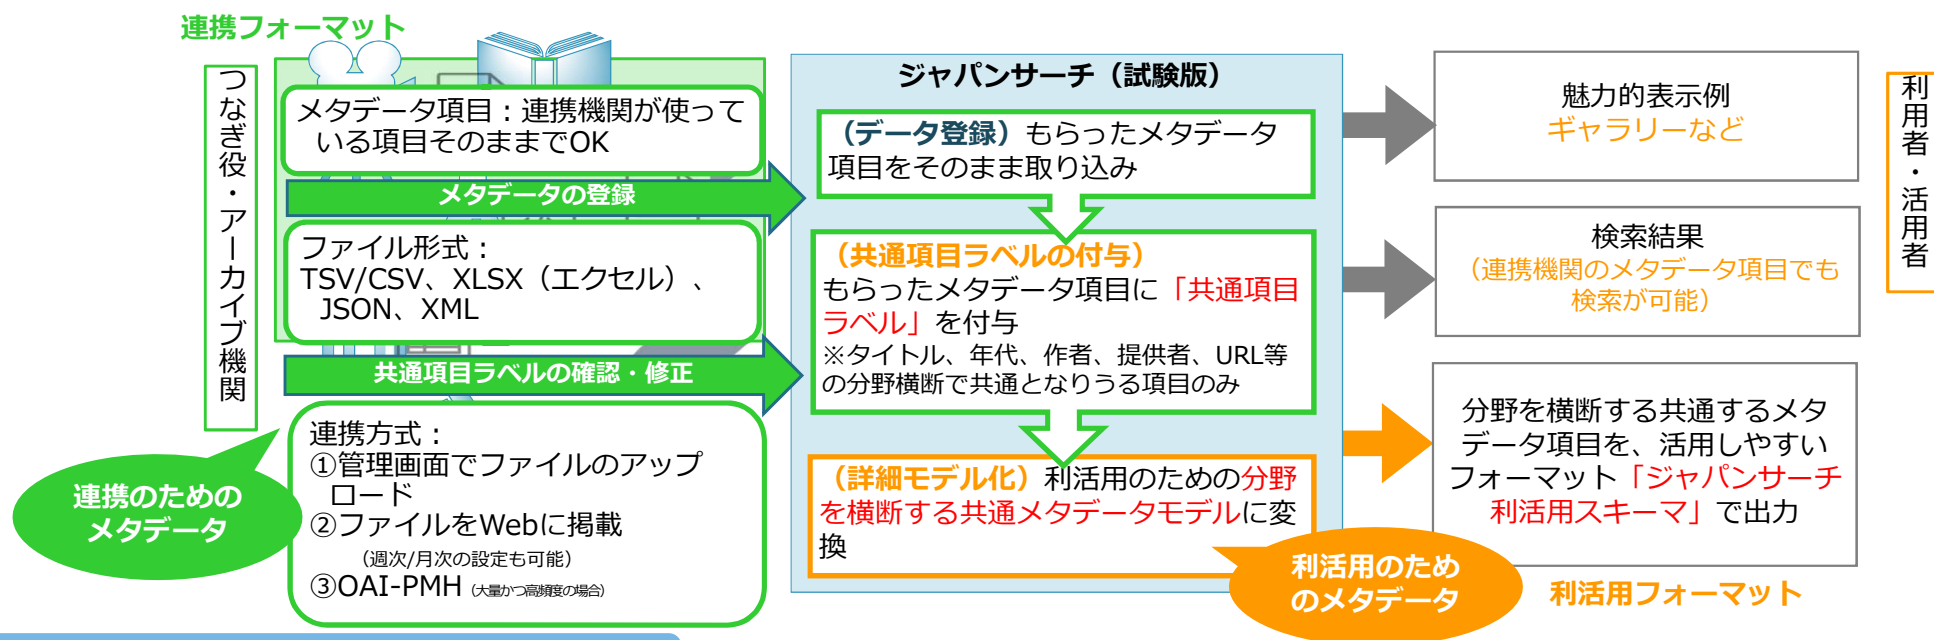 連携フォーマット
つなぎ役・アーカイブ機関
メタデータ項目：連携機関が使って
いる項目そのままでOK
メタデータの登録
ファイル形式：
TSV/CSV、XLSX（エクセル）、
JSON、XML
共通項目ラベルの確認・修正
連携方式：
①管理画面でファイルのアップ
ロード
②ファイルをWebに掲載
（週次/月次の設定も可能）
③OAI-PMH（大量かつ高頻度の場合）
連携のための
メタデータ
ジャパンサーチ（試験版）
（データ登録）もらったメタデータ
項目をそのまま取り込み
（共通項目ラベルの付与）
もらったメタデータ項目に「共通項目
ラベル」を付与
※タイトル、年代、作者、提供者、URL等
の分野横断で共通となりうる項目のみ
（詳細モデル化）利活用のための分野
を横断する共通メタデータモデルに変
換
利活用のため
のメタデータ
魅力的表示例
ギャラリーなど
検索結果
（連携機関のメタデータ項目でも
検索が可能）
分野を横断する共通するメタ
データ項目を、活用しやすい
フォーマット「ジャパンサーチ
利活用スキーマ」で出力
利活用フォーマット
利用者・活用者